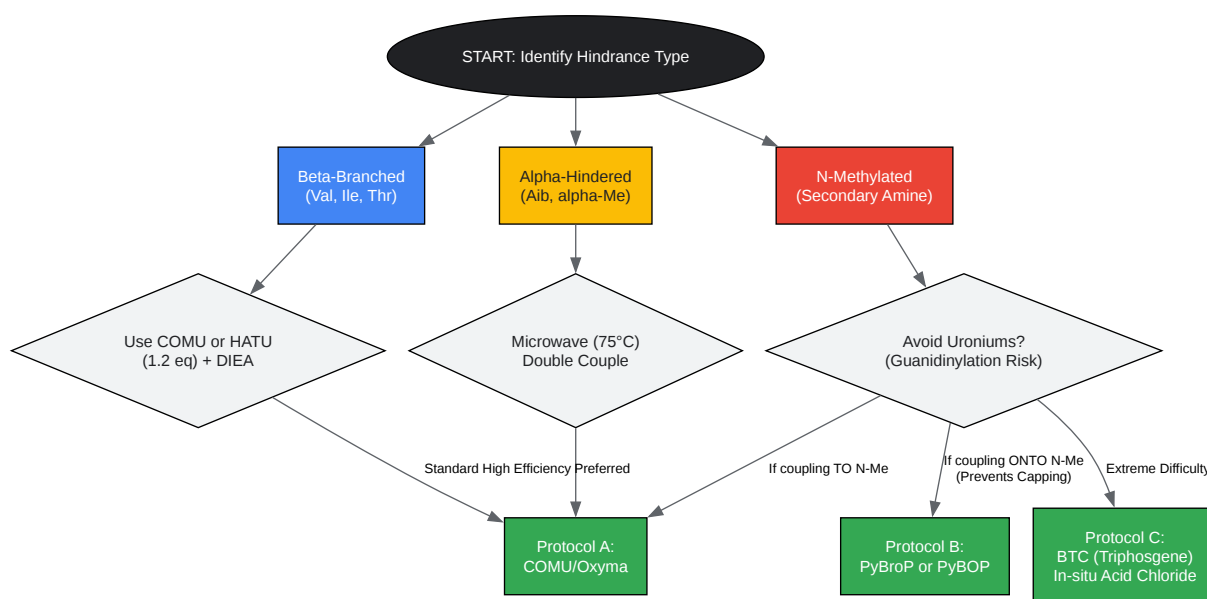 START: Identify Hindrance Type
Beta-Branched
(Val, Ile, Thr)
Alpha-Hindered
(Aib, alpha-Me)
N-Methylated
(Secondary Amine)
Use COMU or HATU
(1.2 eq) + DIEA
Microwave (75°C)
Double Couple
Avoid Uroniums?
(Guanidinylation Risk)
Standard High Efficiency Preferred
If coupling TO N-Me
If coupling ONTO N-Me
(Prevents Capping)
Extreme Difficulty
Protocol A:
COMU/Oxyma
Protocol B:
PyBroP or PyBOP
Protocol C:
BTC (Triphosgene)
In-situ Acid Chloride